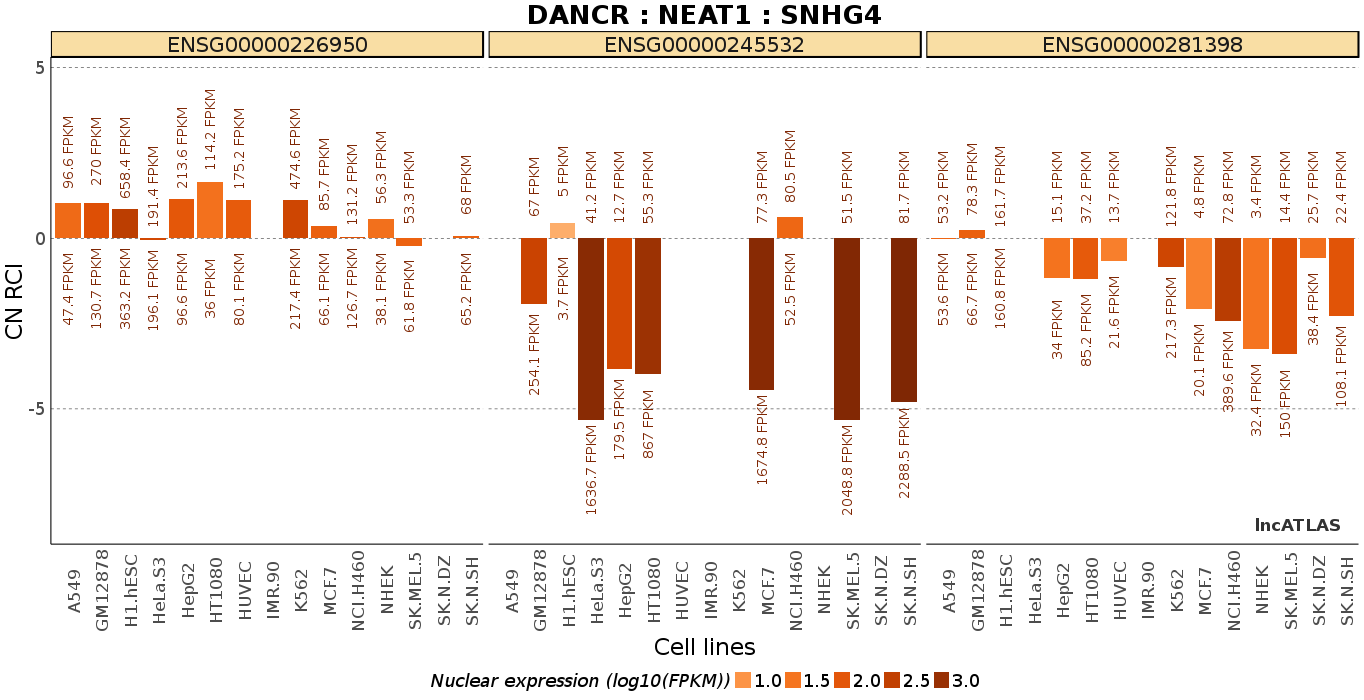 DANCR : NEAT1 : SNHG4
ENSG00000226950 ENSG00000245532 ENSG00000281398
CN RCI
5
0
-5
96.6 FPKM
270 FPKM
658.4 FPKM
191.4 FPKM
213.6 FPKM
114.2 FPKM
175.2 FPKM
474.6 FPKM
85.7 FPKM
131.2 FPKM
56.3 FPKM
53.3 FPKM
68 FPKM
47.4 FPKM
130.7 FPKM
363.2 FPKM
196.1 FPKM
96.6 FPKM
36 FPKM
80.1 FPKM
217.4 FPKM
66.1 FPKM
126.7 FPKM
38.1 FPKM
61.8 FPKM
65.2 FPKM
67 FPKM
5 FPKM
41.2 FPKM
12.7 FPKM
55.3 FPKM
77.3 FPKM
80.5 FPKM
51.5 FPKM
81.7 FPKM
254.1 FPKM
3.7 FPKM
1636.7 FPKM
179.5 FPKM
867 FPKM
1674.8 FPKM
52.5 FPKM
2048.8 FPKM
2288.5 FPKM
53.2 FPKM
78.3 FPKM
161.7 FPKM
15.1 FPKM
37.2 FPKM
13.7 FPKM
121.8 FPKM
4.8 FPKM
72.8 FPKM
3.4 FPKM
14.4 FPKM
25.7 FPKM
22.4 FPKM
53.6 FPKM
66.7 FPKM
160.8 FPKM
34 FPKM
85.2 FPKM
21.6 FPKM
217.3 FPKM
20.1 FPKM
389.6 FPKM
32.4 FPKM
150 FPKM
38.4 FPKM
108.1 FPKM
lncATLAS
A549
GM12878
H1.hESC
HeLa.S3
HepG2
HT1080
HUVEC
IMR.90
K562
MCF.7
NCI.H460
NHEK
SK.MEL.5
SK.N.DZ
SK.N.SH
A549
GM12878
H1.hESC
HeLa.S3
HepG2
HT1080
HUVEC
IMR.90
K562
MCF.7
NCI.H460
NHEK
SK.MEL.5
SK.N.DZ
SK.N.SH
A549
GM12878
H1.hESC
HeLa.S3
HepG2
HT1080
HUVEC
IMR.90
K562
MCF.7
NCI.H460
NHEK
SK.MEL.5
SK.N.DZ
SK.N.SH
Cell lines
Nuclear expression (log10(FPKM)) 1.0 1.5 2.0 2.5 3.0